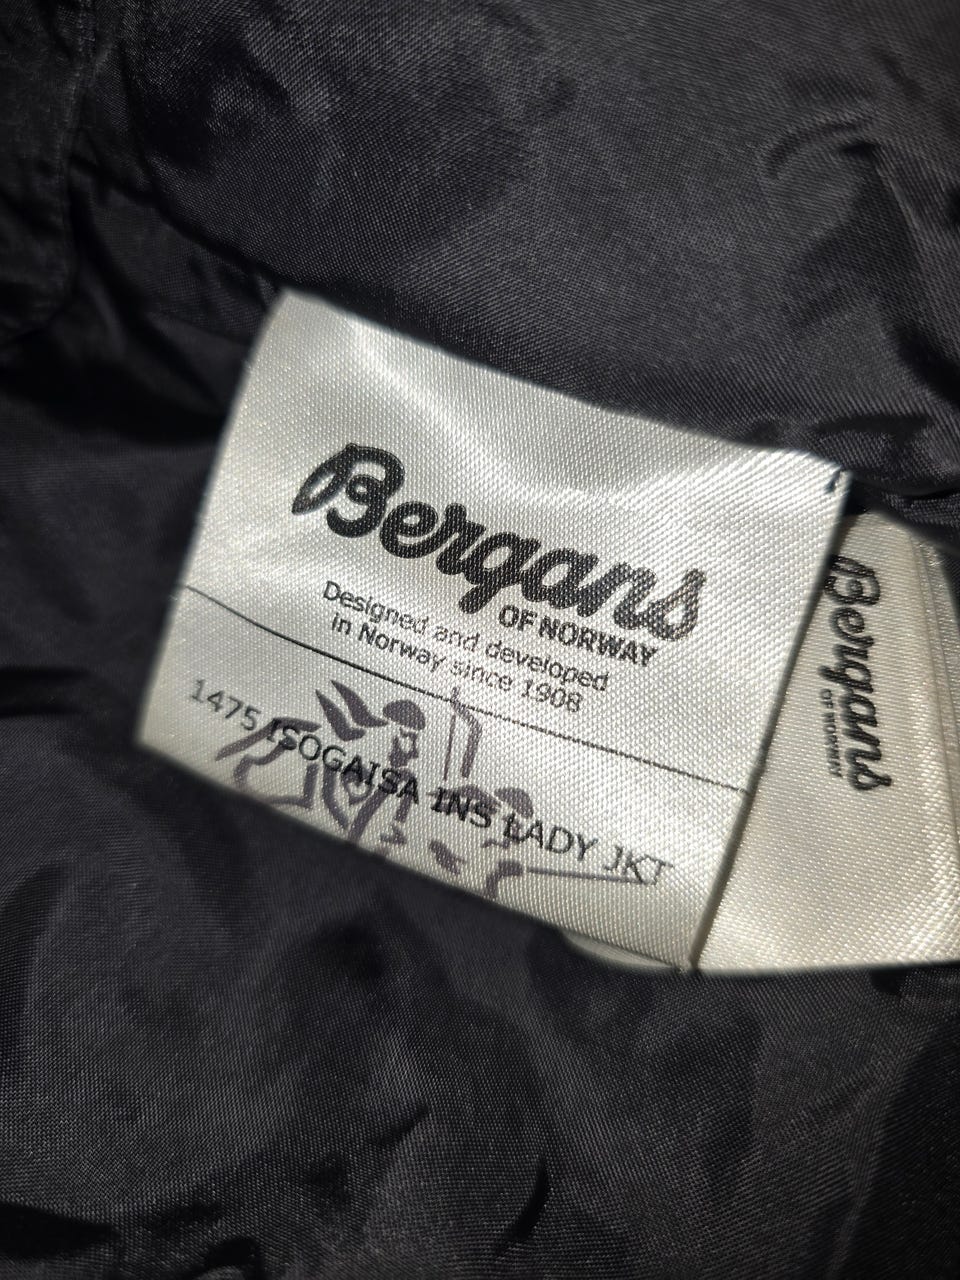 Bergans
OF NORWAY
Designed and developed
in Norway since 1908
1475 ISOGAISA INS LADY JKT
Bergans
OF NORWAY